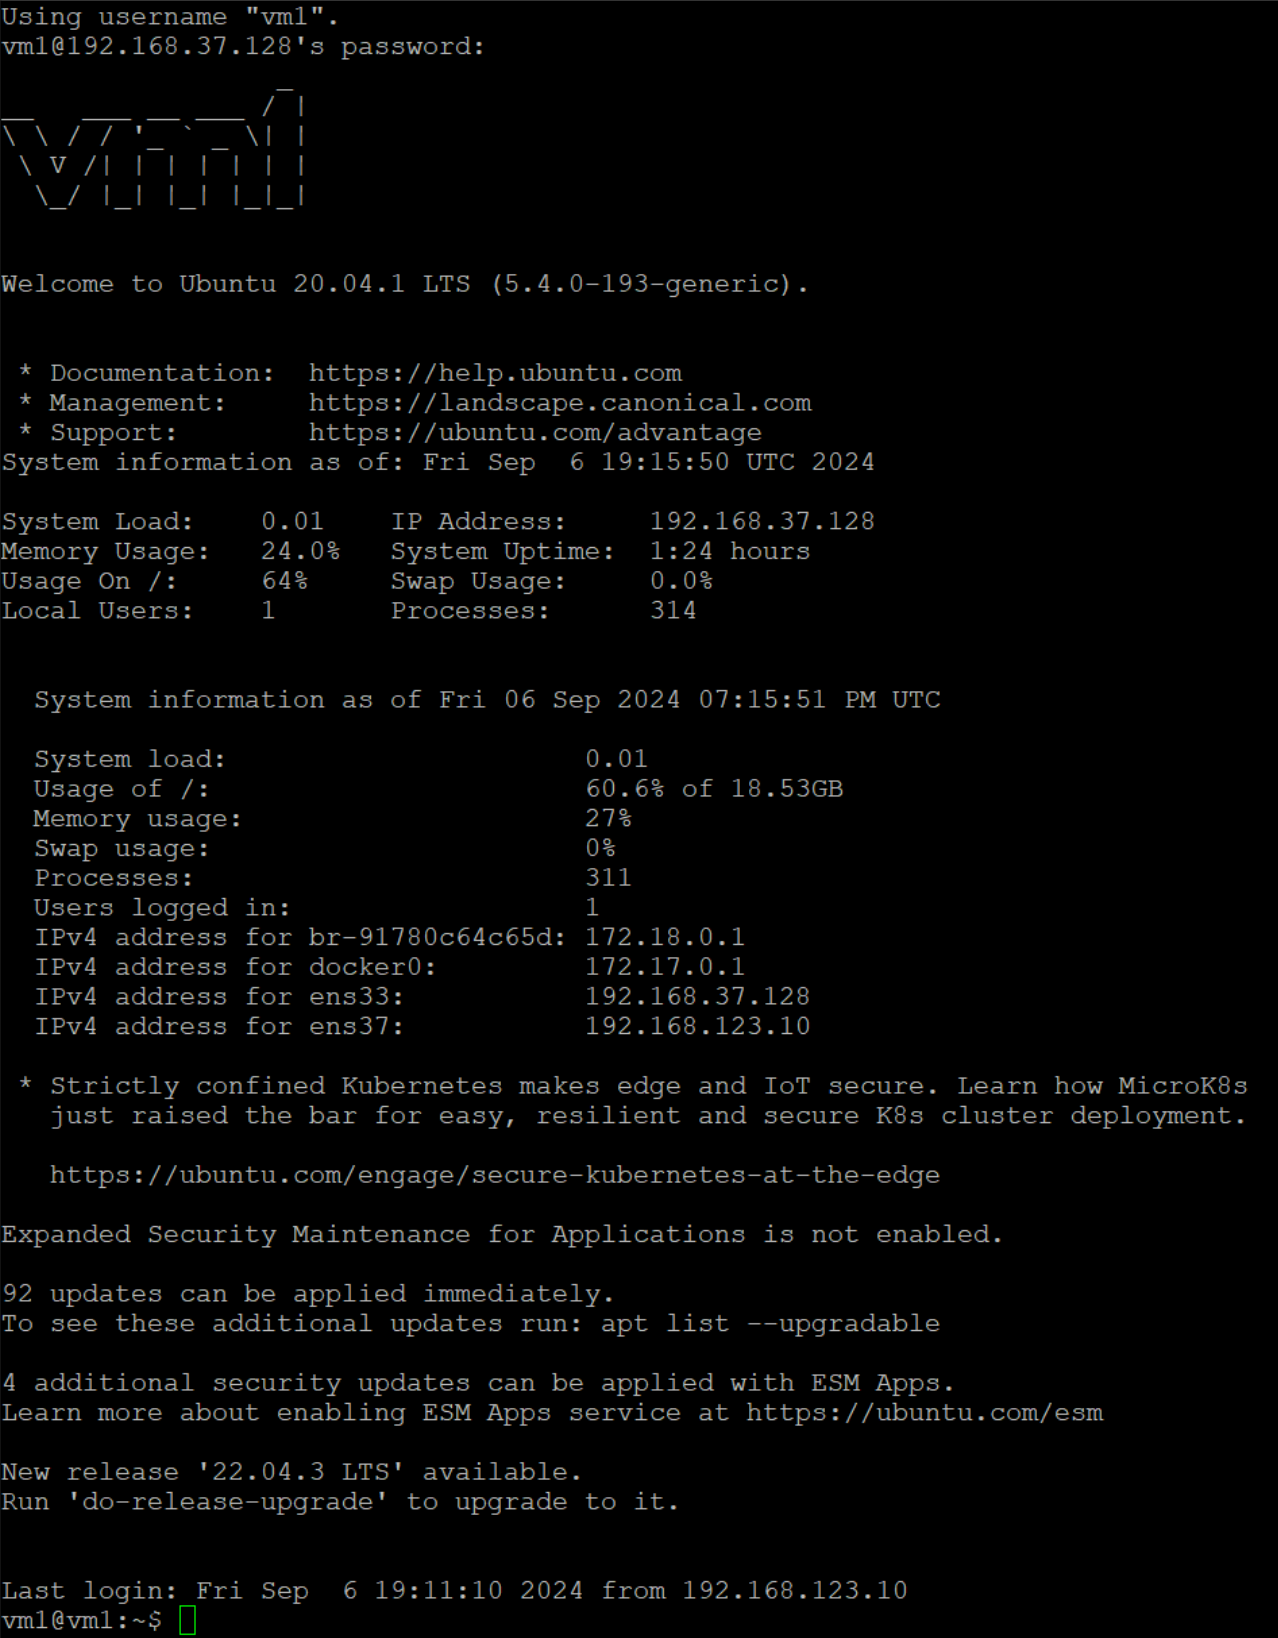 Using username "vm1".
vm1@192.168.37.128's password:
                 _
__   ___ __ ___ / |
\ \ / / '_ ` _ \| |
 \ V /| | | | | | |
  \_/ |_| |_| |_|_|
Welcome to Ubuntu 20.04.1 LTS (5.4.0-193-generic).
 * Documentation:  https://help.ubuntu.com
 * Management:     https://landscape.canonical.com
 * Support:        https://ubuntu.com/advantage
System information as of: Fri Sep  6 19:15:50 UTC 2024
System Load:    0.01    IP Address:     192.168.37.128
Memory Usage:   24.0%   System Uptime:  1:24 hours
Usage On /:     64%     Swap Usage:     0.0%
Local Users:    1       Processes:      314
  System information as of Fri 06 Sep 2024 07:15:51 PM UTC
  System load:                      0.01
  Usage of /:                       60.6% of 18.53GB
  Memory usage:                     27%
  Swap usage:                       0%
  Processes:                        311
  Users logged in:                  1
  IPv4 address for br-91780c64c65d: 172.18.0.1
  IPv4 address for docker0:         172.17.0.1
  IPv4 address for ens33:           192.168.37.128
  IPv4 address for ens37:           192.168.123.10
 * Strictly confined Kubernetes makes edge and IoT secure. Learn how MicroK8s
   just raised the bar for easy, resilient and secure K8s cluster deployment.
   https://ubuntu.com/engage/secure-kubernetes-at-the-edge
Expanded Security Maintenance for Applications is not enabled.
92 updates can be applied immediately.
To see these additional updates run: apt list --upgradable
4 additional security updates can be applied with ESM Apps.
Learn more about enabling ESM Apps service at https://ubuntu.com/esm
New release '22.04.3 LTS' available.
Run 'do-release-upgrade' to upgrade to it.
Last login: Fri Sep  6 19:11:10 2024 from 192.168.123.10
vm1@vm1:~$